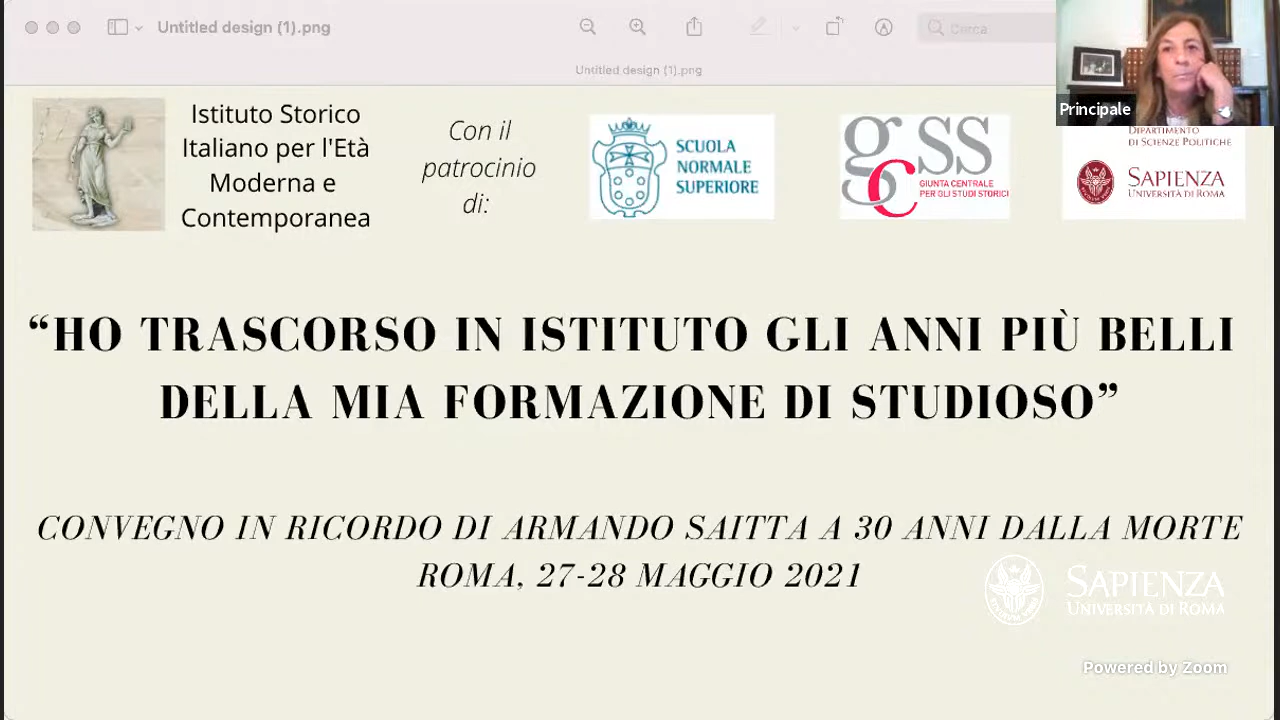 Untitled design (1).png
Cerca
Untitled design (1).png
Principale
Istituto Storico
Italiano per l'Età
Moderna e
Contemporanea
Con il
patrocinio
di:
SCUOLA
NORMALE
SUPERIORE
gcss
GIUNTA CENTRALE
PER GLI STUDI STORICI
DIPARTIMENTO
DI SCIENZE POLITICHE
SAPIENZA
UNIVERSITÀ DI ROMA
“HO TRASCORSO IN ISTITUTO GLI ANNI PIÙ BELLI
DELLA MIA FORMAZIONE DI STUDIOSO”
CONVEGNO IN RICORDO DI ARMANDO SAITTA A 30 ANNI DALLA MORTE
ROMA, 27-28 MAGGIO 2021
SAPIENZA
UNIVERSITÀ DI ROMA
Powered by Zoom